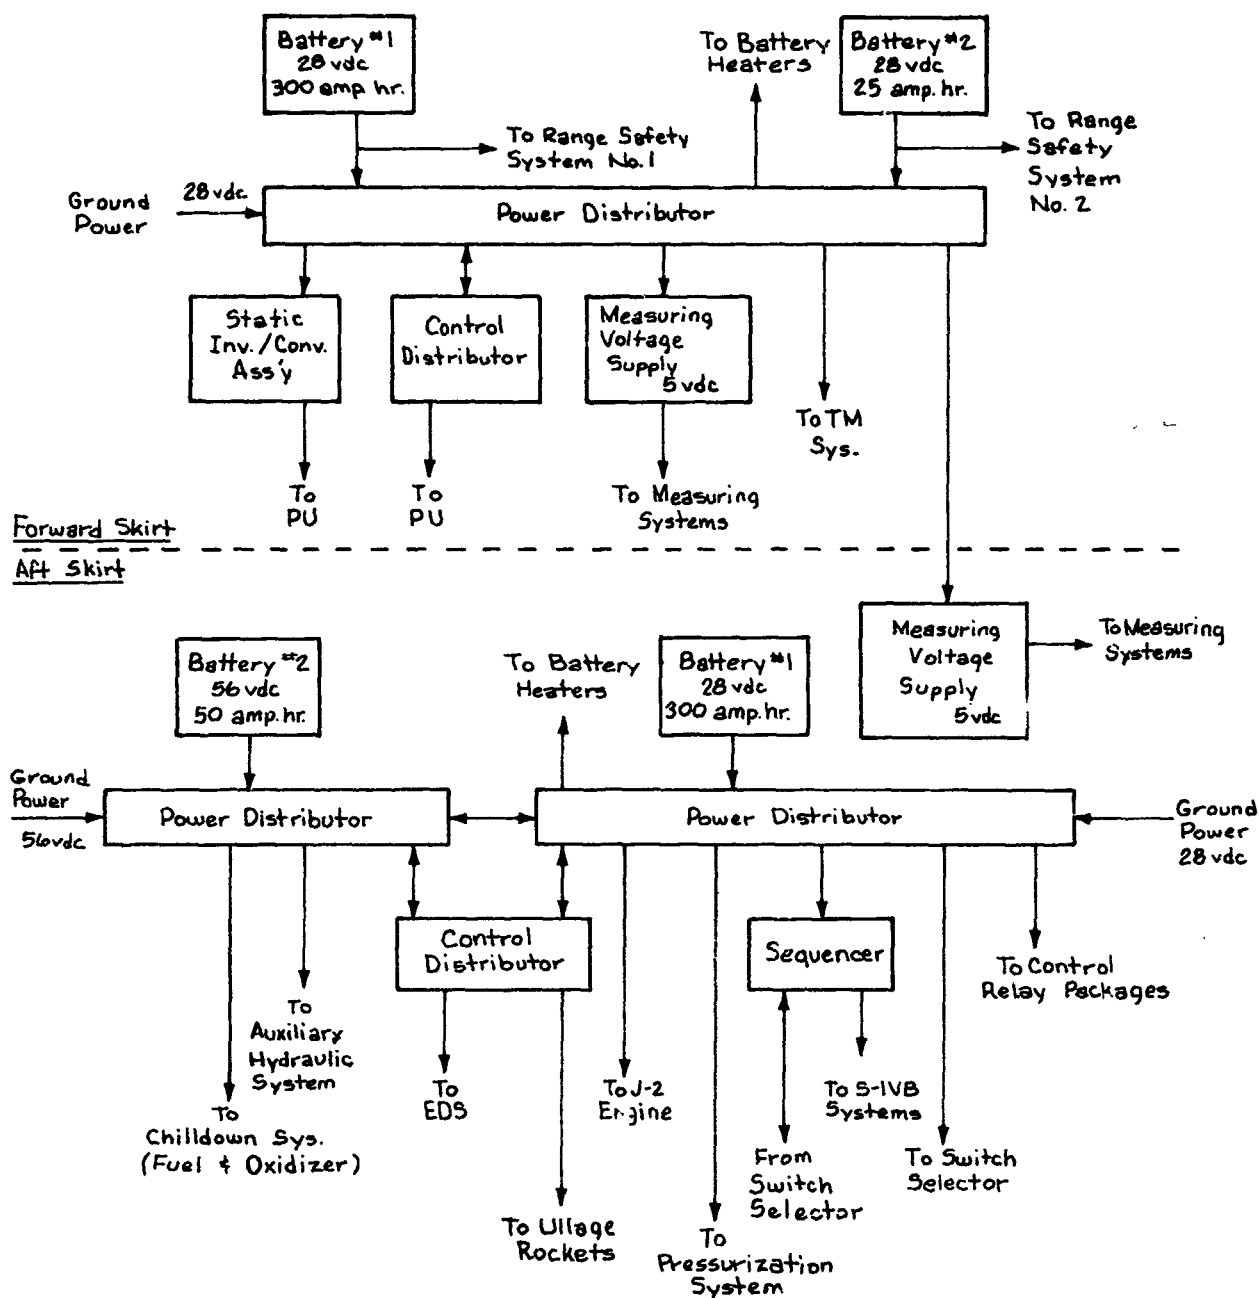 Battery #1
28 vdc
300 amp hr.
To Battery
Heaters
Battery #2
28 vdc
25 amp. hr.
To Range Safety
System No. 1
To Range
Safety
System
No. 2
Ground
Power
28 vdc.
Power Distributor
Static
Inv./Conv.
Ass'y
Control
Distributor
Measuring
Voltage
Supply
5 vdc
To TM
Sys.
To
PU
To
PU
To Measuring
Systems
Forward Skirt
Aft Skirt
Battery #2
56 vdc
50 amp. hr.
To Battery
Heaters
Battery #1
28 vdc
300 amp. hr.
Measuring
Voltage
Supply
5 vdc
To Measuring
Systems
Ground
Power
56 vdc
Power Distributor
Power Distributor
Ground
Power
28 vdc
Control
Distributor
Sequencer
To Control
Relay Packages
To
Auxiliary
Hydraulic
System
To
Chilldown Sys.
(Fuel & Oxidizer)
To
EDS
To J-2
Engine
To S-IVB
Systems
From
Switch
Selector
To Switch
Selector
To Ullage
Rockets
To
Pressurization
System